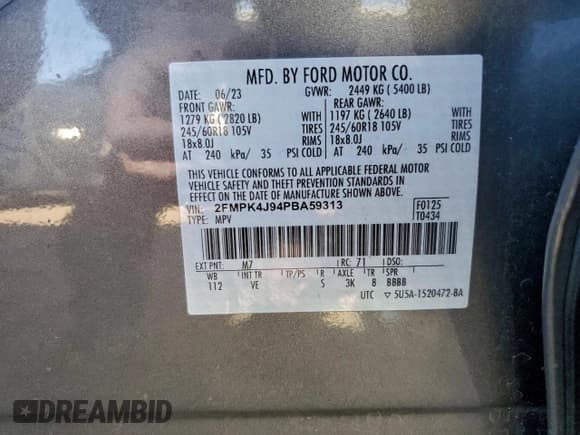 MFD. BY FORD MOTOR CO.
DATE: 06/23 GVWR: 2449 KG ( 5400 LB)
FRONT GAWR: REAR GAWR:
1279 KG ( 2820 LB) WITH 1197 KG ( 2640 LB) WITH
245/60R18 105V TIRES 245/60R18 105V TIRES
18x8.0J RIMS 18x8.0J RIMS
AT 240 kPa/ 35 PSI COLD AT 240 kPa/ 35 PSI COLD
THIS VEHICLE CONFORMS TO ALL APPLICABLE FEDERAL MOTOR
VEHICLE SAFETY AND THEFT PREVENTION STANDARDS IN
EFFECT ON THE DATE OF MANUFACTURE SHOWN ABOVE.
VIN: 2FMPK4J94PBA59313 F0125
TYPE: MPV T0434
EXT PNT: M7 RC: 71 DSO:
WB INT TR TP/PS R AXLE TR SPR
112 VE S 3K 8 BBBB
UTC ▽ 5U5A-1520472-BA
DREAMBID